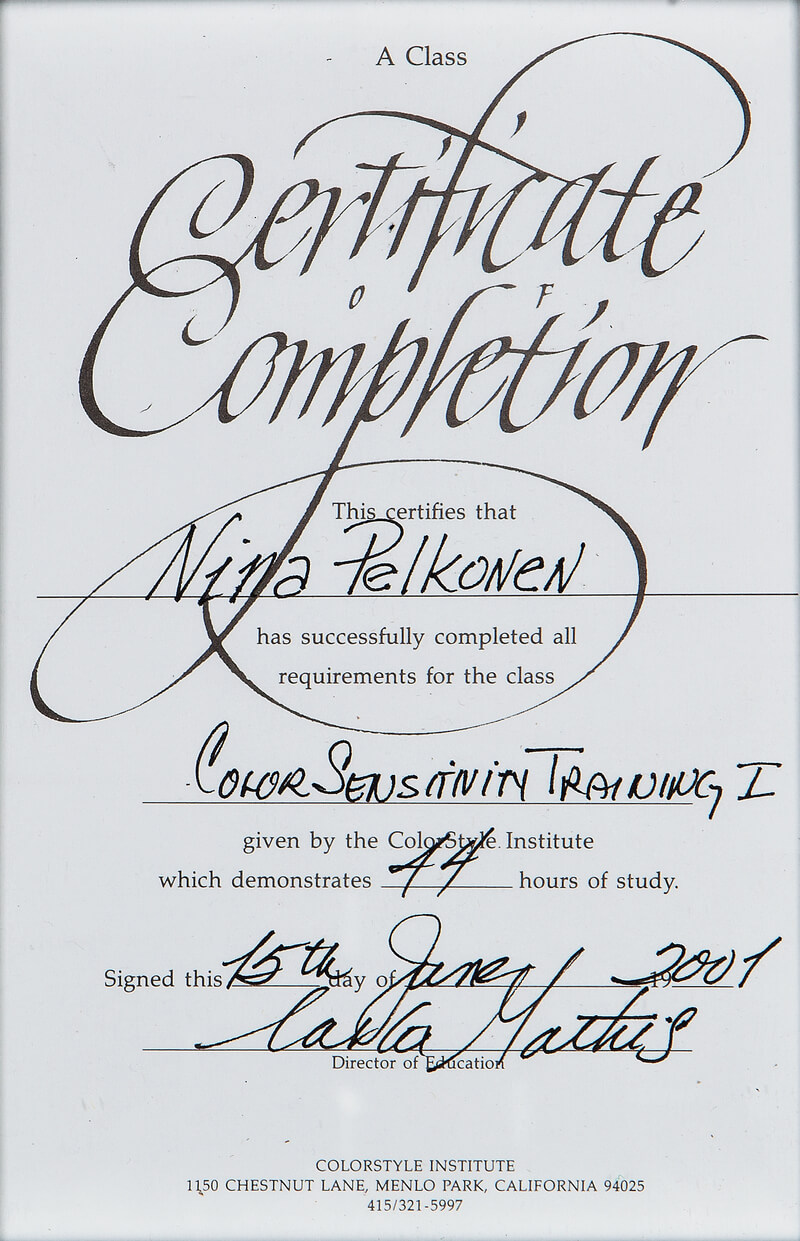 A Class
Certificate
OF
Completion
This certifies that
Nina Pelkonen
has successfully completed all
requirements for the class
COLOR SENSITIVITY TRAINING I
given by the ColorStyle Institute
which demonstrates 44 hours of study.
Signed this 15th day of June 19 2001
Carla Mathis
Director of Education
COLORSTYLE INSTITUTE
1150 CHESTNUT LANE, MENLO PARK, CALIFORNIA 94025
415/321-5997